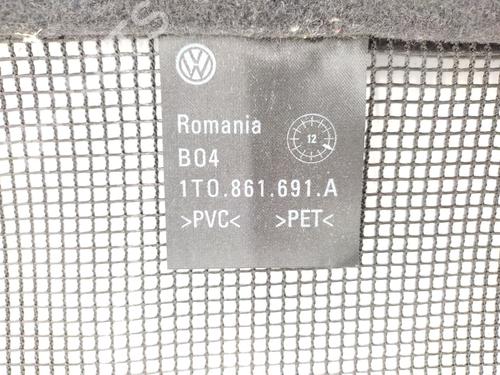 Romania
12
B04
1T0.861.691.A
>PVC< >PET<